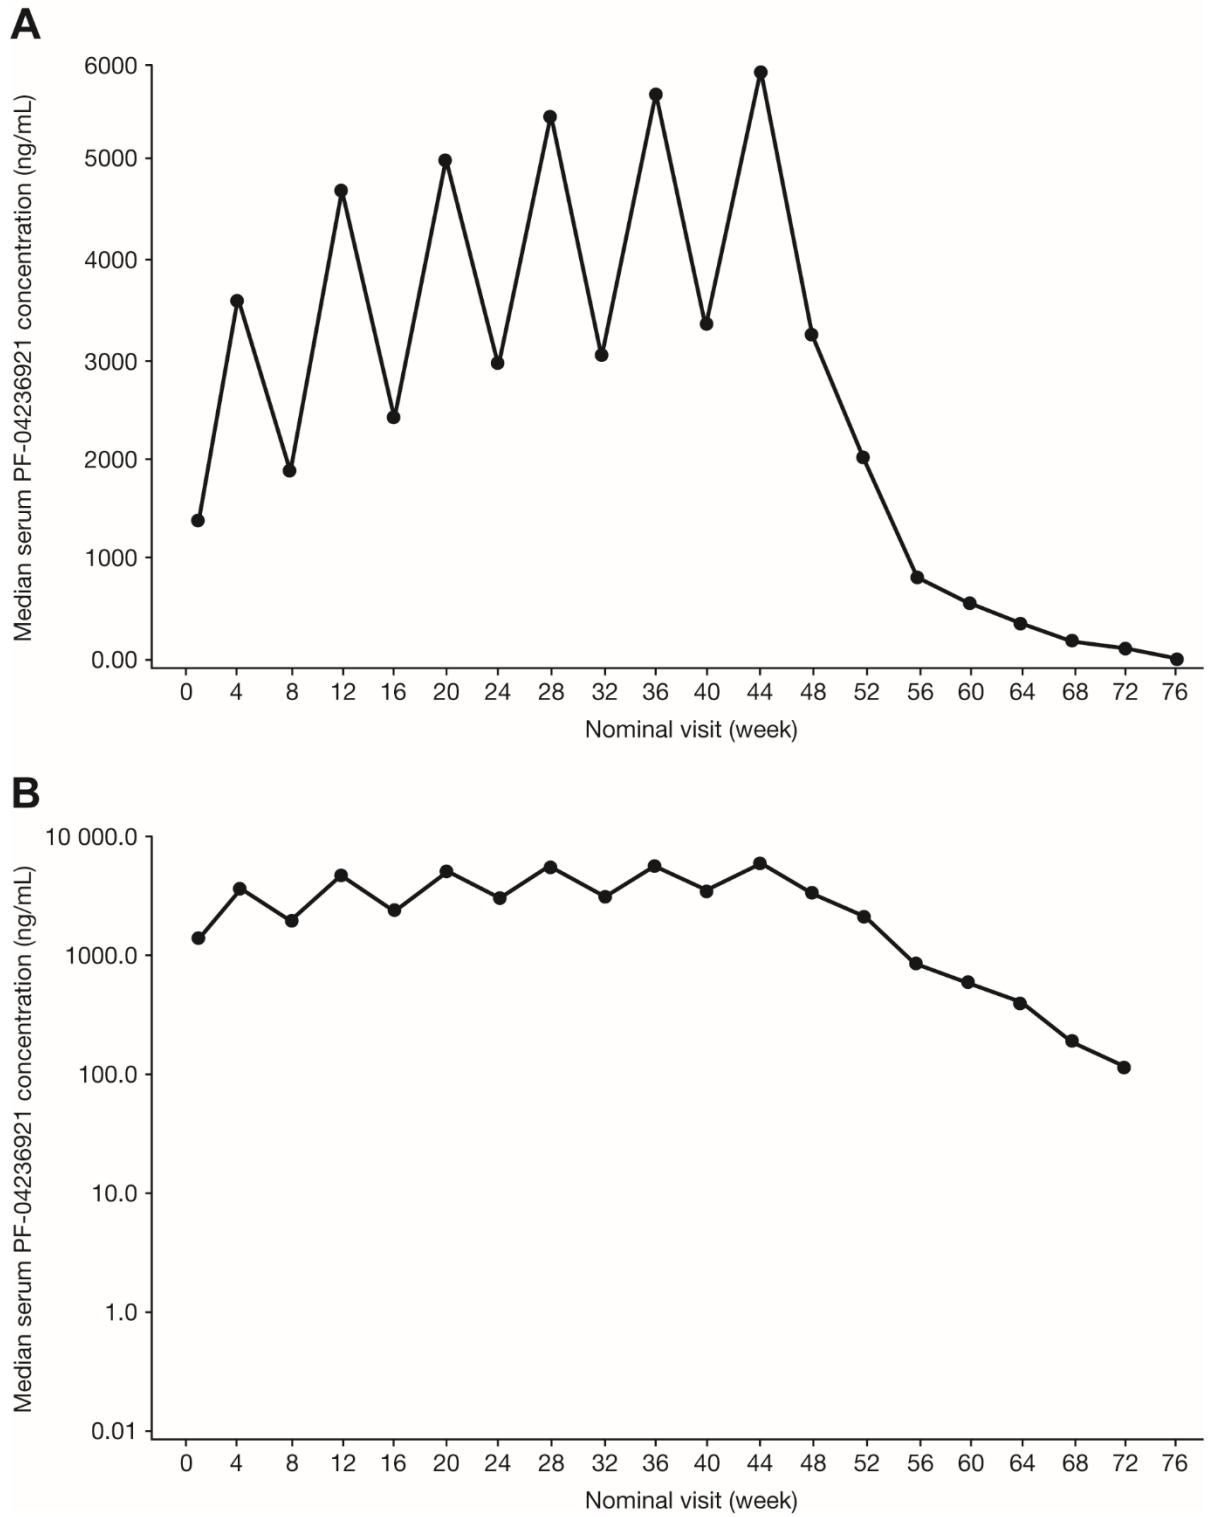 A
Median serum PF-04236921 concentration (ng/mL)
6000
5000
4000
3000
2000
1000
0.00
0 4 8 12 16 20 24 28 32 36 40 44 48 52 56 60 64 68 72 76
Nominal visit (week)
B
Median serum PF-04236921 concentration (ng/mL)
10 000.0
1000.0
100.0
10.0
1.0
0.01
0 4 8 12 16 20 24 28 32 36 40 44 48 52 56 60 64 68 72 76
Nominal visit (week)